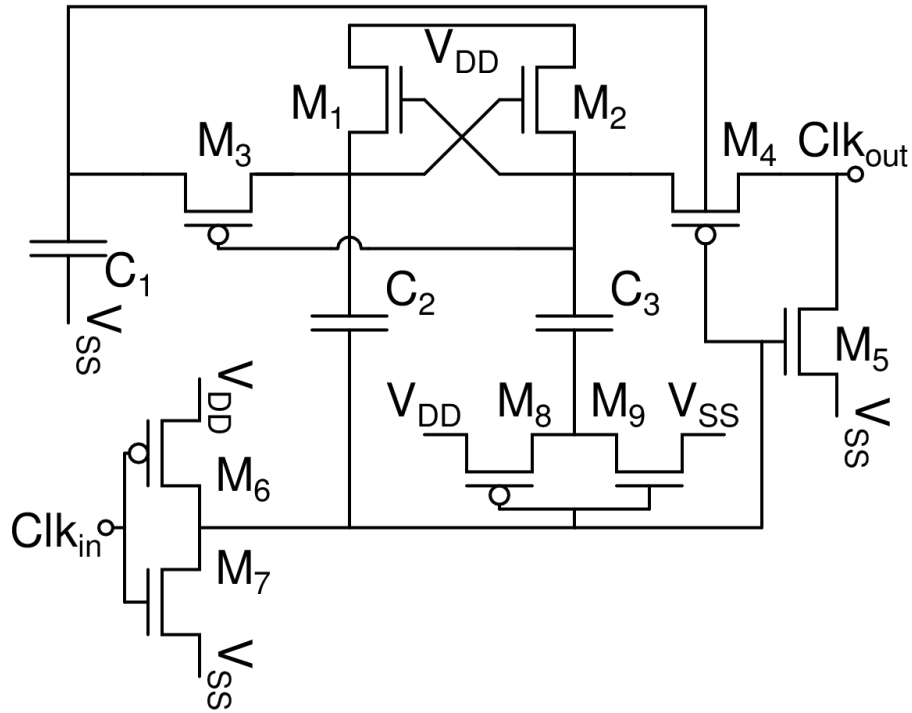 V_DD
M_1
M_2
M_3
M_4
Clk_out
C_1
V_SS
C_2
C_3
M_5
V_SS
V_DD
V_DD
M_8
M_9
V_SS
M_6
Clk_in
M_7
V_SS